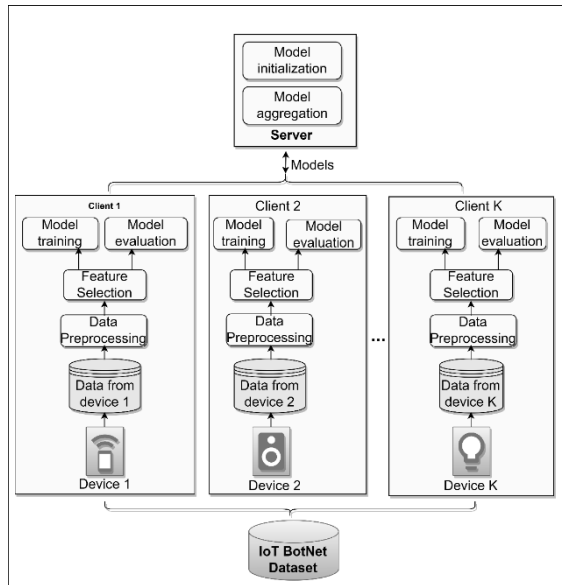 Model
initialization
Model
aggregation
Server
Models
Client 1
Model
training
Model
evaluation
Feature
Selection
Data
Preprocessing
Data from
device 1
Device 1
Client 2
Model
training
Model
evaluation
Feature
Selection
Data
Preprocessing
Data from
device 2
Device 2
...
Client K
Model
training
Model
evaluation
Feature
Selection
Data
Preprocessing
Data from
device K
Device K
IoT BotNet
Dataset